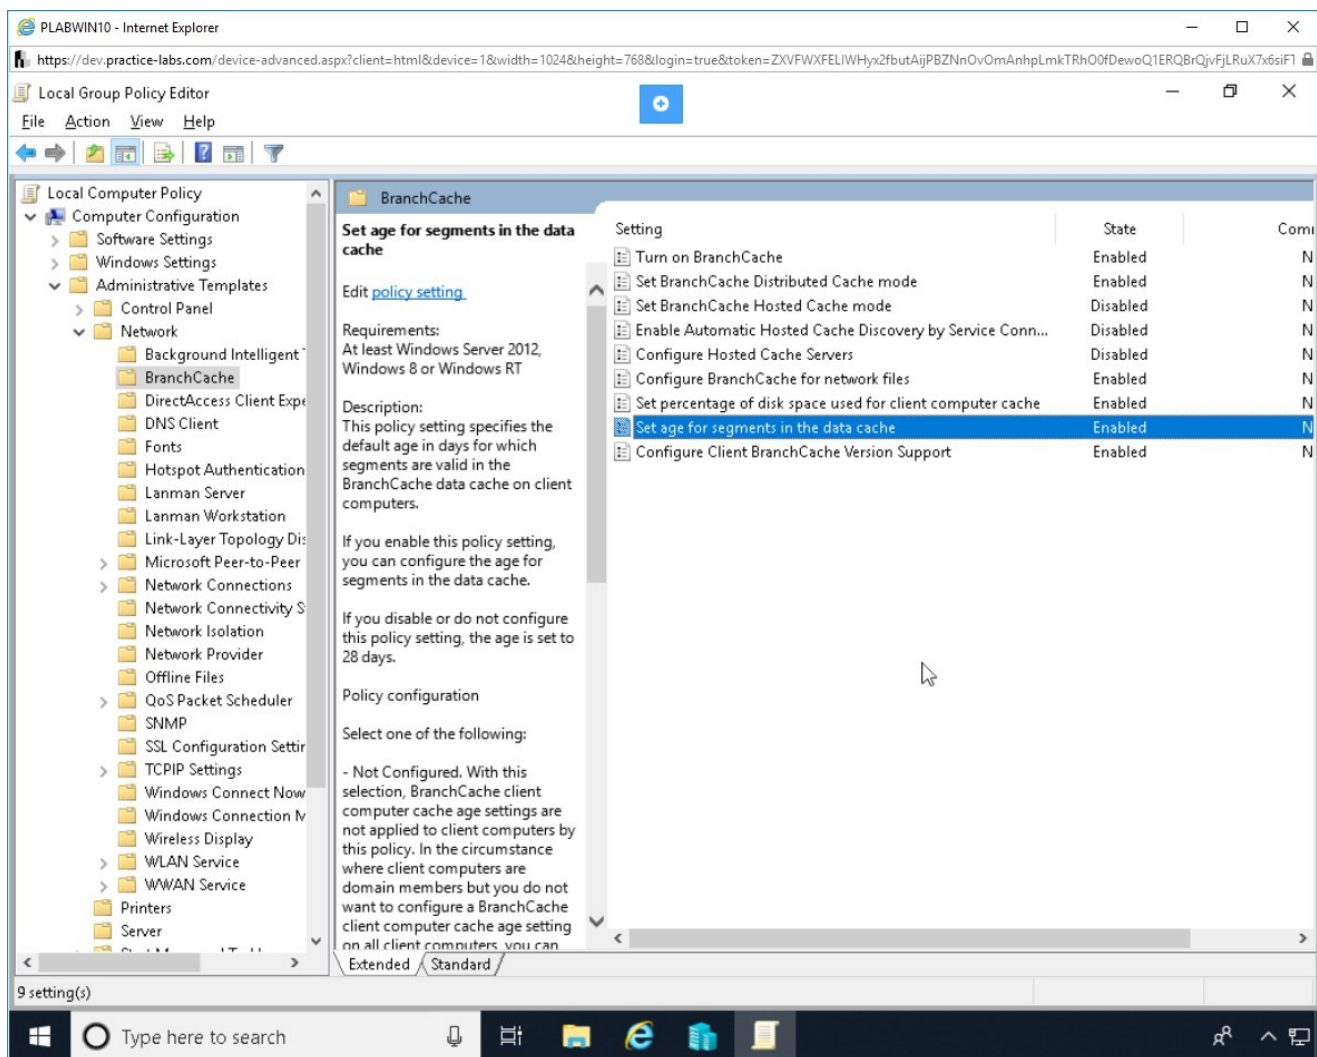 PLABWIN10 - Internet Explorer
https://dev.practice-labs.com/device-advanced.aspx?client=html&device=1&width=1024&height=768&login=true&token=
Local Group Policy Editor
File Action View Help
Local Computer Policy
Computer Configuration
Software Settings
Windows Settings
Administrative Templates
Control Panel
Network
Background Intelligent
BranchCache
DirectAccess Client Expe
DNS Client
Fonts
Hotspot Authentication
Lanman Server
Lanman Workstation
Link-Layer Topology Dis
Microsoft Peer-to-Peer
Network Connections
Network Connectivity S
Network Isolation
Network Provider
Offline Files
QoS Packet Scheduler
SNMP
SSL Configuration Settir
TCPIP Settings
Windows Connect Now
Windows Connection M
Wireless Display
WLAN Service
WWAN Service
Printers
Server
BranchCache
Set age for segments in the data
cache
Edit policy setting
Requirements:
At least Windows Server 2012,
Windows 8 or Windows RT
Description:
This policy setting specifies the
default age in days for which
segments are valid in the
BranchCache data cache on client
computers.
If you enable this policy setting,
you can configure the age for
segments in the data cache.
If you disable or do not configure
this policy setting, the age is set to
28 days.
Policy configuration
Select one of the following:
- Not Configured. With this
selection, BranchCache client
computer cache age settings are
not applied to client computers by
this policy. In the circumstance
where client computers are
domain members but you do not
want to configure a BranchCache
client computer cache age setting
on all client computers, you can
Setting State Com
Turn on BranchCache Enabled N
Set BranchCache Distributed Cache mode Enabled N
Set BranchCache Hosted Cache mode Disabled N
Enable Automatic Hosted Cache Discovery by Service Conn... Disabled N
Configure Hosted Cache Servers Disabled N
Configure BranchCache for network files Enabled N
Set percentage of disk space used for client computer cache Enabled N
Set age for segments in the data cache Enabled N
Configure Client BranchCache Version Support Enabled N
Extended Standard
9 setting(s)
Type here to search